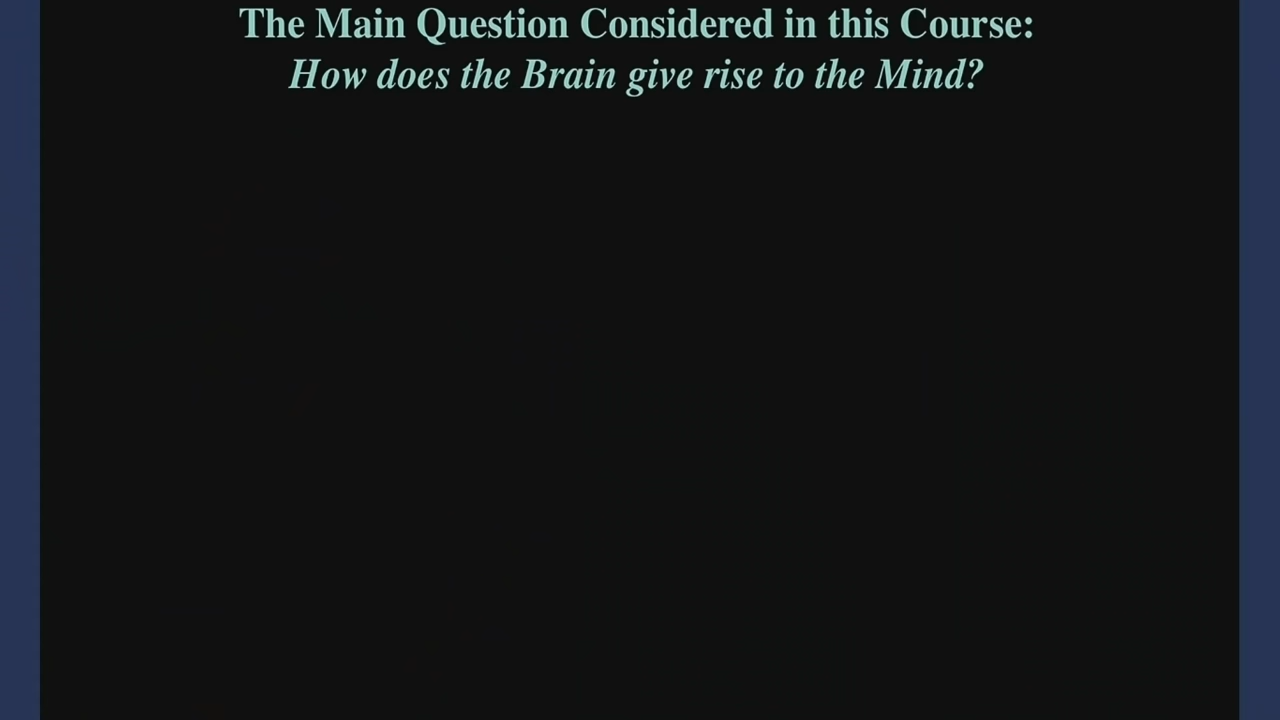 The Main Question Considered in this Course:
How does the Brain give rise to the Mind?